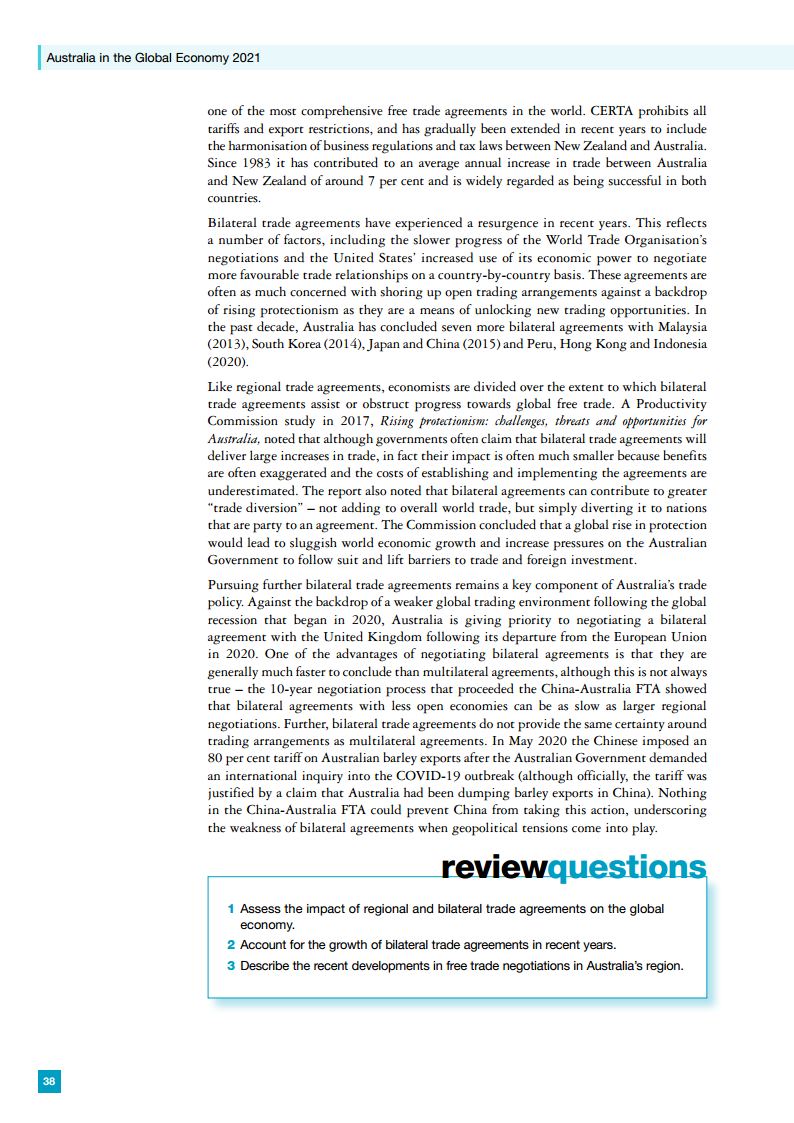 Australia in the Global Economy 2021
one of the most comprehensive free trade agreements in the world. CERTA prohibits all
tariffs and export restrictions, and has gradually been extended in recent years to include
the harmonisation of business regulations and tax laws between New Zealand and Australia.
Since 1983 it has contributed to an average annual increase in trade between Australia
and New Zealand of around 7 per cent and is widely regarded as being successful in both
countries.
Bilateral trade agreements have experienced a resurgence in recent years. This reflects
a number of factors, including the slower progress of the World Trade Organisation’s
negotiations and the United States’ increased use of its economic power to negotiate
more favourable trade relationships on a country-by-country basis. These agreements are
often as much concerned with shoring up open trading arrangements against a backdrop
of rising protectionism as they are a means of unlocking new trading opportunities. In
the past decade, Australia has concluded seven more bilateral agreements with Malaysia
(2013), South Korea (2014), Japan and China (2015) and Peru, Hong Kong and Indonesia
(2020).
Like regional trade agreements, economists are divided over the extent to which bilateral
trade agreements assist or obstruct progress towards global free trade. A Productivity
Commission study in 2017, Rising protectionism: challenges, threats and opportunities for
Australia, noted that although governments often claim that bilateral trade agreements will
deliver large increases in trade, in fact their impact is often much smaller because benefits
are often exaggerated and the costs of establishing and implementing the agreements are
underestimated. The report also noted that bilateral agreements can contribute to greater
“trade diversion” – not adding to overall world trade, but simply diverting it to nations
that are party to an agreement. The Commission concluded that a global rise in protection
would lead to sluggish world economic growth and increase pressures on the Australian
Government to follow suit and lift barriers to trade and foreign investment.
Pursuing further bilateral trade agreements remains a key component of Australia’s trade
policy. Against the backdrop of a weaker global trading environment following the global
recession that began in 2020, Australia is giving priority to negotiating a bilateral
agreement with the United Kingdom following its departure from the European Union
in 2020. One of the advantages of negotiating bilateral agreements is that they are
generally much faster to conclude than multilateral agreements, although this is not always
true – the 10-year negotiation process that proceeded the China-Australia FTA showed
that bilateral agreements with less open economies can be as slow as larger regional
negotiations. Further, bilateral trade agreements do not provide the same certainty around
trading arrangements as multilateral agreements. In May 2020 the Chinese imposed an
80 per cent tariff on Australian barley exports after the Australian Government demanded
an international inquiry into the COVID-19 outbreak (although officially, the tariff was
justified by a claim that Australia had been dumping barley exports in China). Nothing
in the China-Australia FTA could prevent China from taking this action, underscoring
the weakness of bilateral agreements when geopolitical tensions come into play.
reviewquestions
1 Assess the impact of regional and bilateral trade agreements on the global
economy.
2 Account for the growth of bilateral trade agreements in recent years.
3 Describe the recent developments in free trade negotiations in Australia’s region.
38